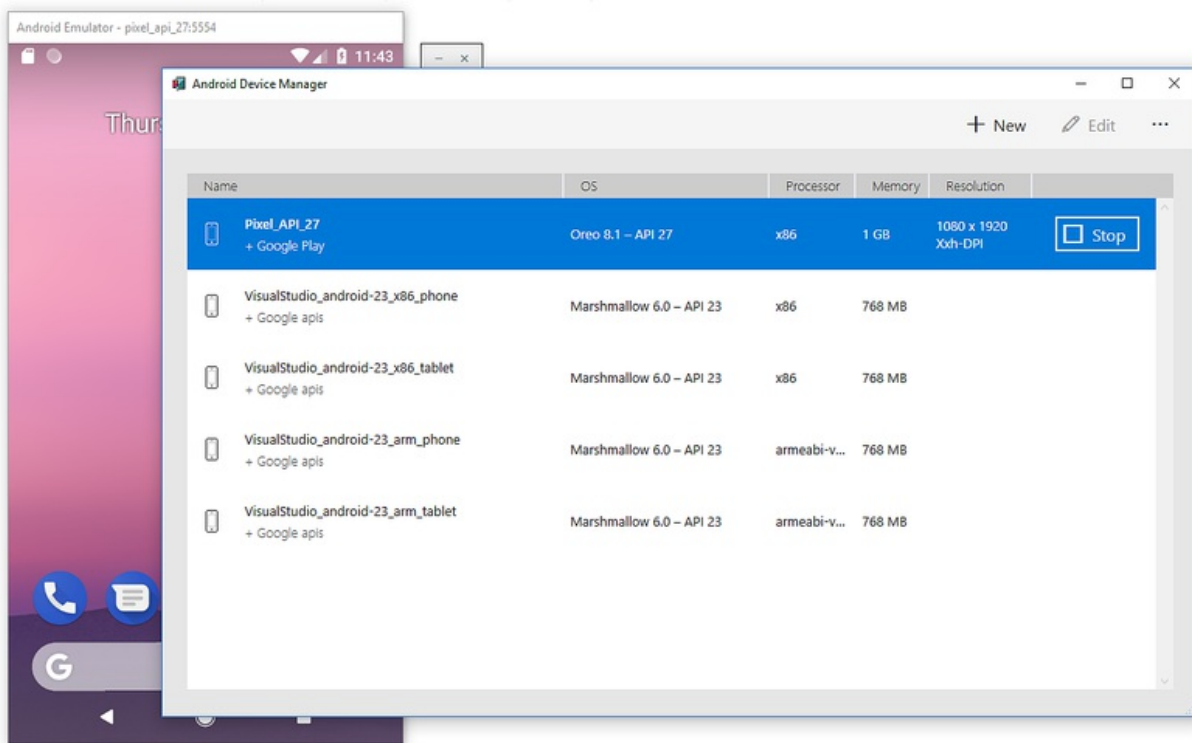 Android Emulator - pixel_api_27:5554
11:43
Android Device Manager
+ New Edit ...
Name OS Processor Memory Resolution
Pixel_API_27
+ Google Play
Oreo 8.1 – API 27 x86 1 GB
1080 x 1920
Xxh-DPI
Stop
VisualStudio_android-23_x86_phone
+ Google apis
Marshmallow 6.0 – API 23 x86 768 MB
VisualStudio_android-23_x86_tablet
+ Google apis
Marshmallow 6.0 – API 23 x86 768 MB
VisualStudio_android-23_arm_phone
+ Google apis
Marshmallow 6.0 – API 23 armeabi-v... 768 MB
VisualStudio_android-23_arm_tablet
+ Google apis
Marshmallow 6.0 – API 23 armeabi-v... 768 MB
Thurs
G